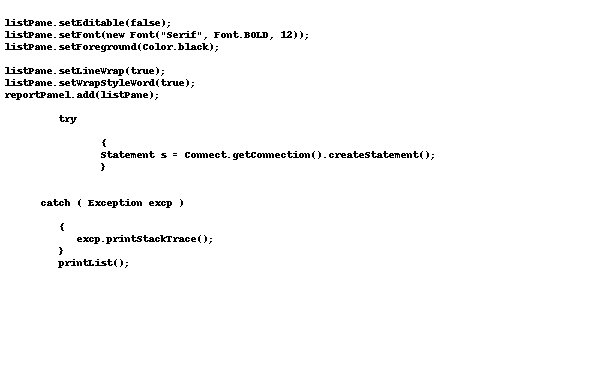 listPane.setEditable(false);
listPane.setFont(new Font("Serif", Font.BOLD, 12));
listPane.setForeground(Color.black);
listPane.setLineWrap(true);
listPane.setWrapStyleWord(true);
reportPanel.add(listPane);
try
{
Statement s = Connect.getConnection().createStatement();
}
catch ( Exception excp )
{
excp.printStackTrace();
}
printList();